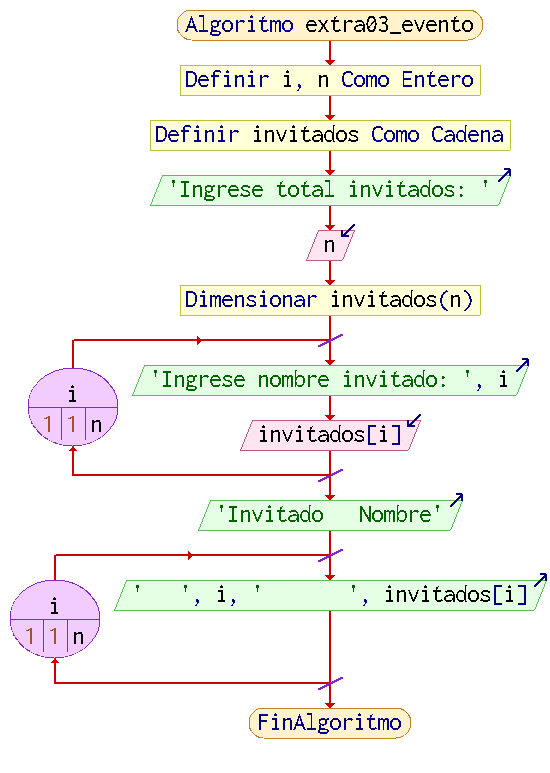 Algoritmo extra03_evento
Definir i, n Como Entero
Definir invitados Como Cadena
'Ingrese total invitados: '
n
Dimensionar invitados(n)
'Ingrese nombre invitado: ', i
i
1 1 n
invitados[i]
'Invitado   Nombre'
'   ', i, '       ', invitados[i]
i
1 1 n
FinAlgoritmo